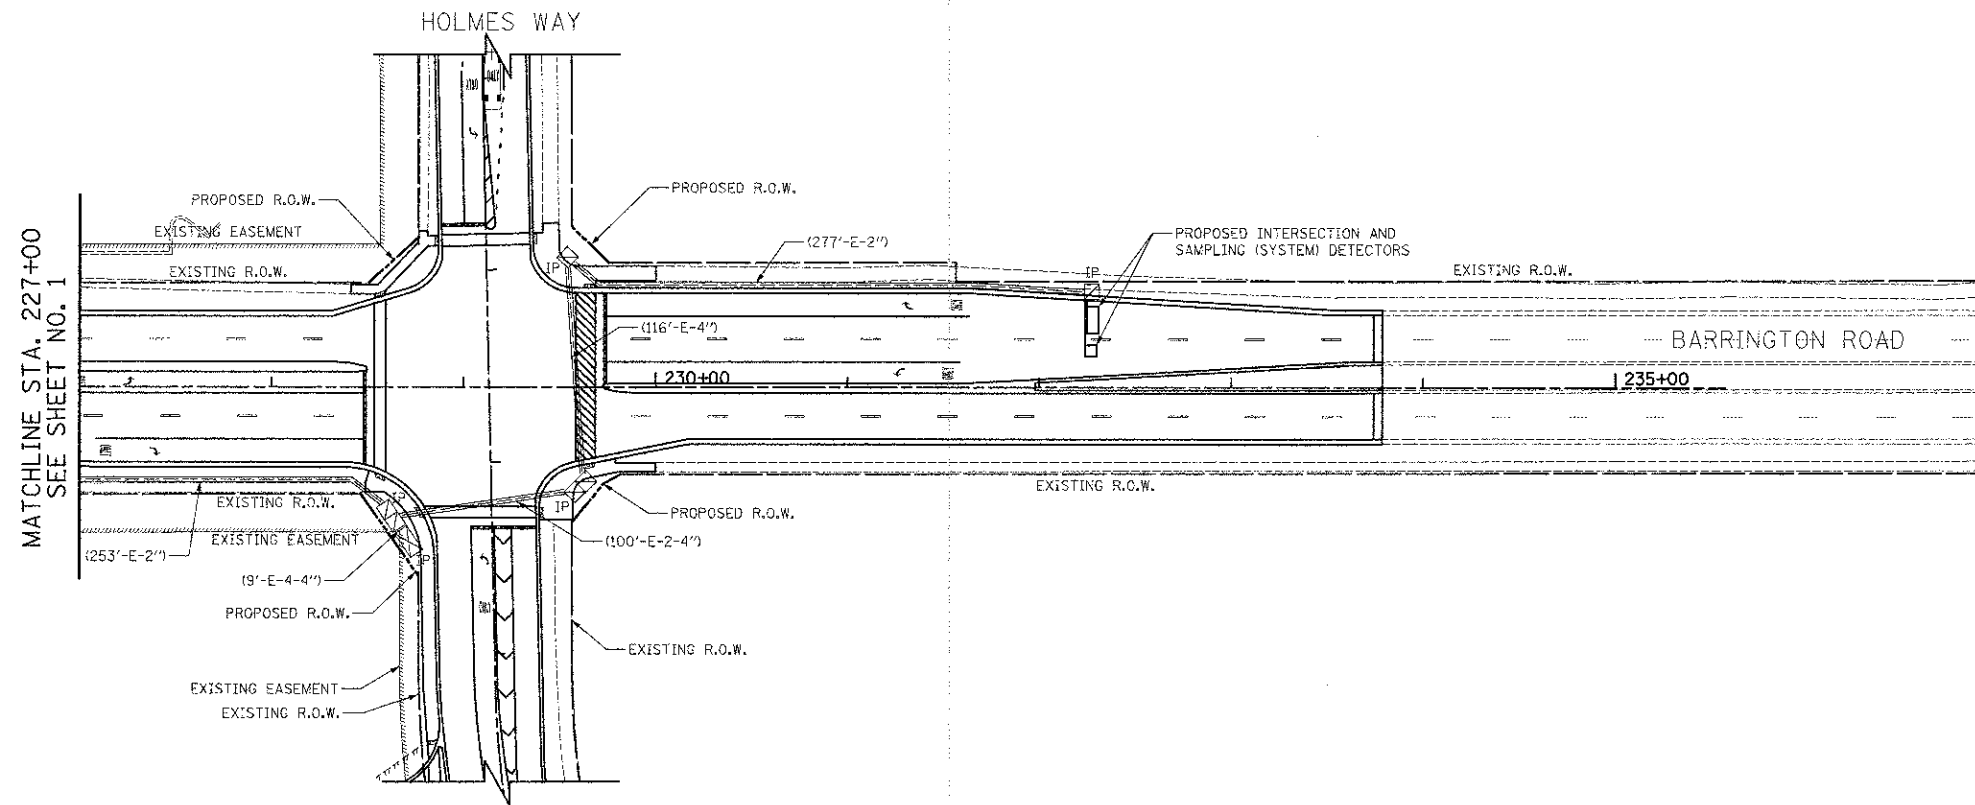 HOLMES WAY
ONLY
PROPOSED R.O.W.
PROPOSED R.O.W.
EXISTING EASEMENT
PROPOSED INTERSECTION AND
SAMPLING (SYSTEM) DETECTORS
(277'-E-2")
MATCHLINE STA. 227+00
SEE SHEET NO. 1
EXISTING R.O.W.
IP
IP
EXISTING R.O.W.
(116'-E-4")
BARRINGTON ROAD
230+00
235+00
EXISTING R.O.W.
IP
EXISTING R.O.W.
IP
PROPOSED R.O.W.
EXISTING EASEMENT
(100'-E-2-4")
(253'-E-2")
IP
(9'-E-4-4")
PROPOSED R.O.W.
EXISTING R.O.W.
EXISTING EASEMENT
EXISTING R.O.W.